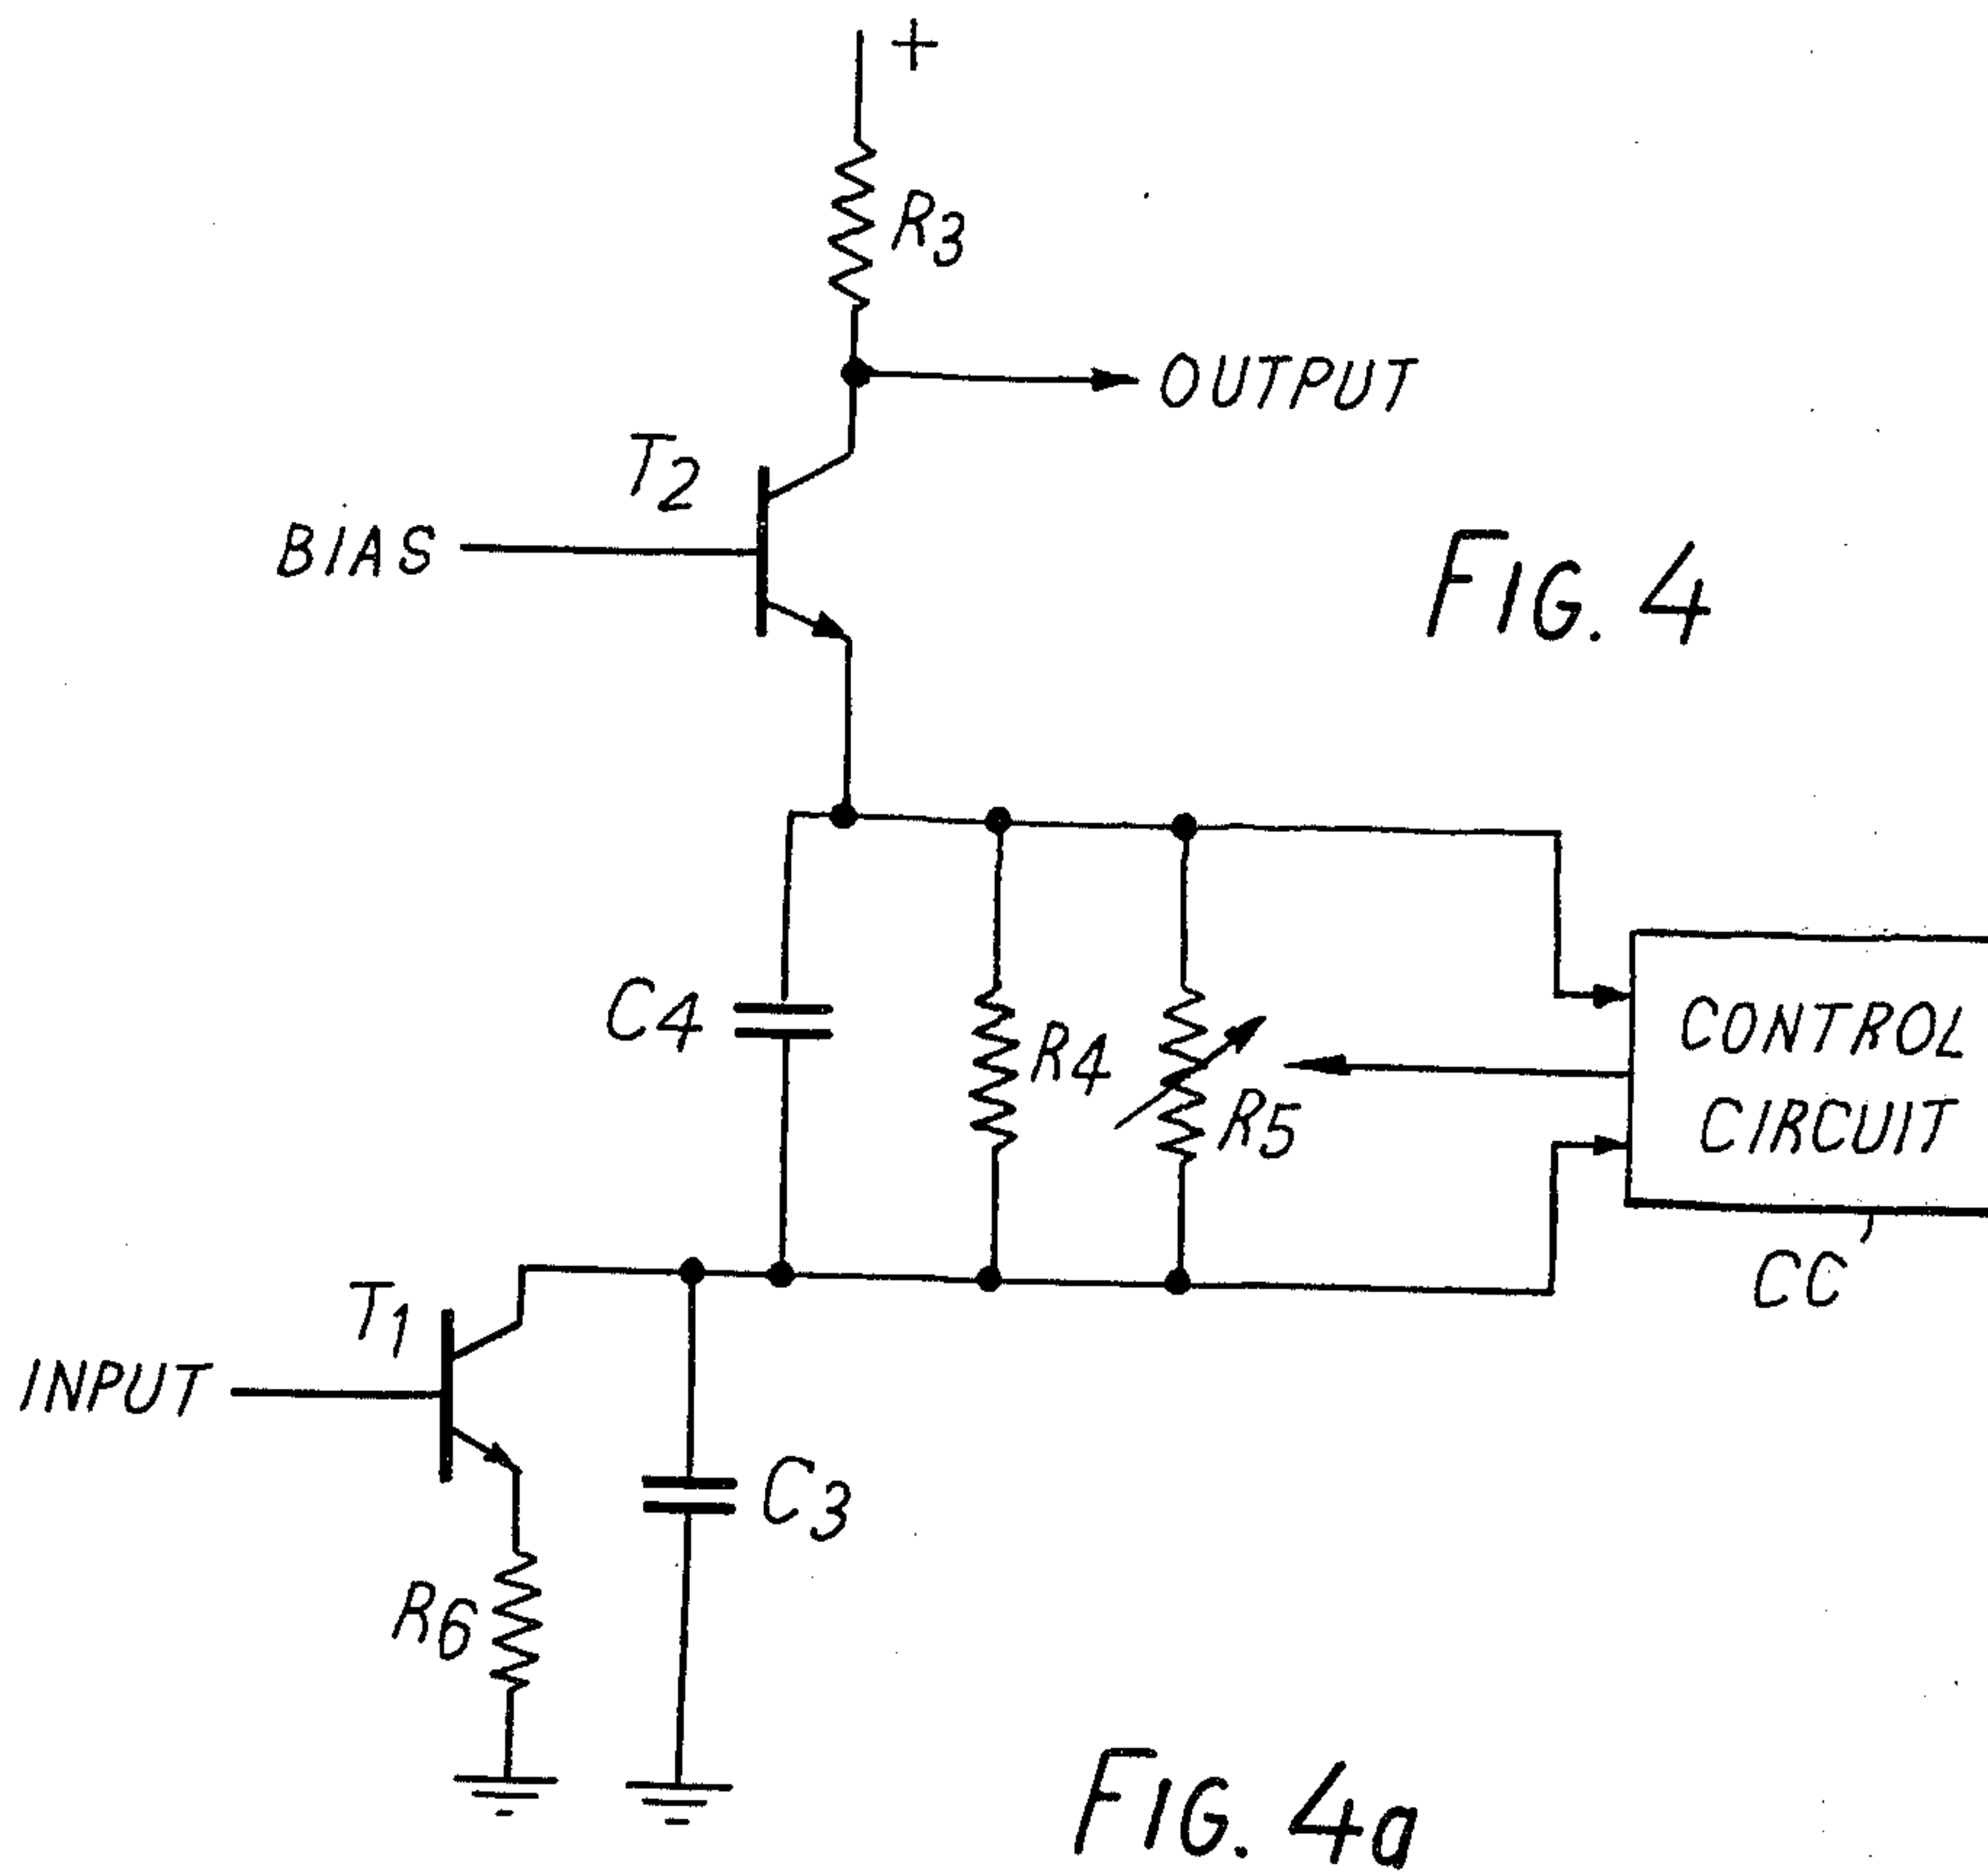 +
R3
OUTPUT
T2
BIAS
FIG. 4
C4
R4
R5
CONTROL
CIRCUIT
CC
T1
INPUT
C3
R6
FIG. 4a